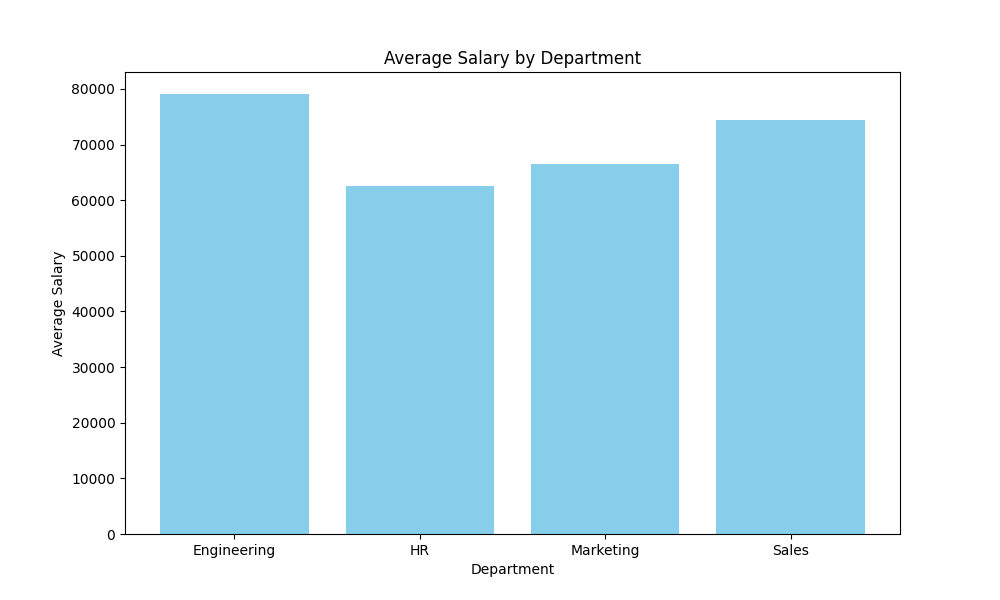 Average Salary by Department
Average Salary
80000
70000
60000
50000
40000
30000
20000
10000
0
Engineering HR Marketing Sales
Department